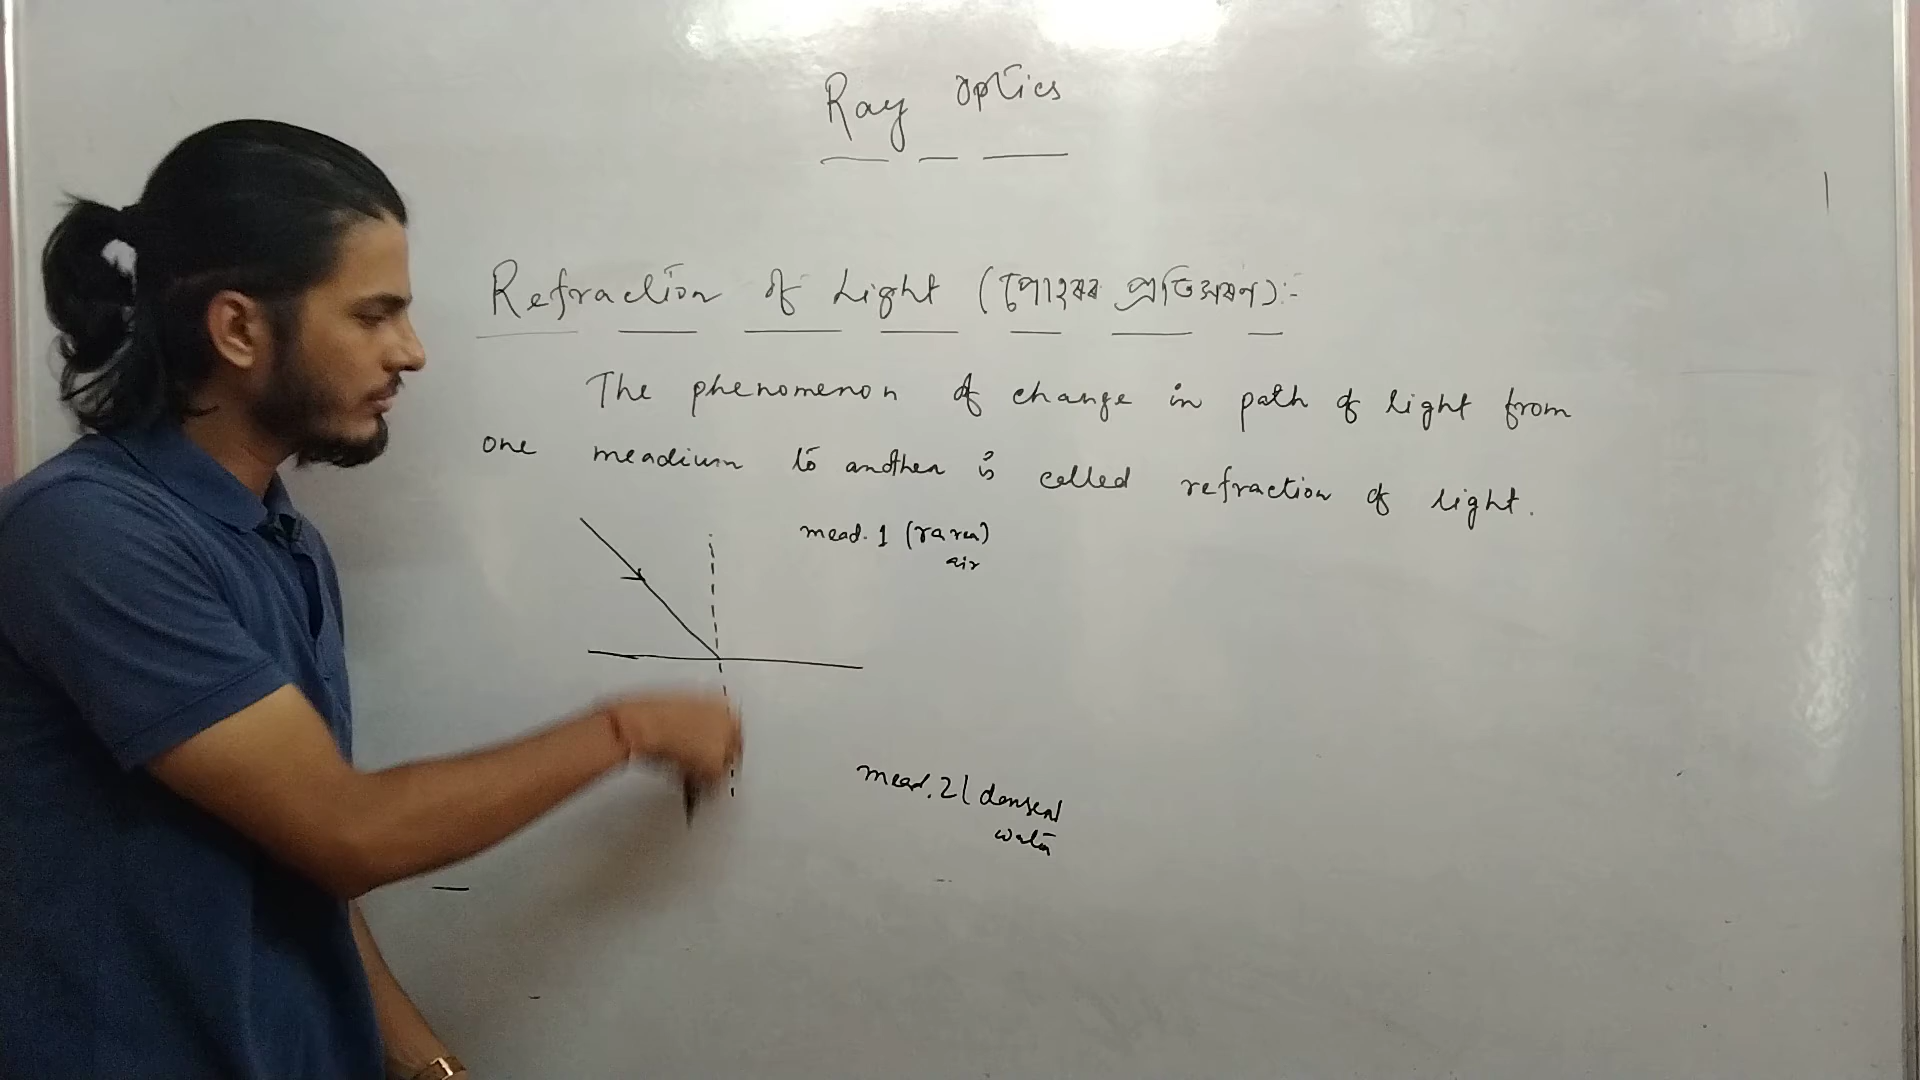 Ray optics
Refraction of Light (পোহৰৰ প্ৰতিসৰণ):-
The phenomenon of change in path of light from
one meadium to another is called refraction of light.
mead. 1 (rarer)
air
mead. 2 (denser)
water